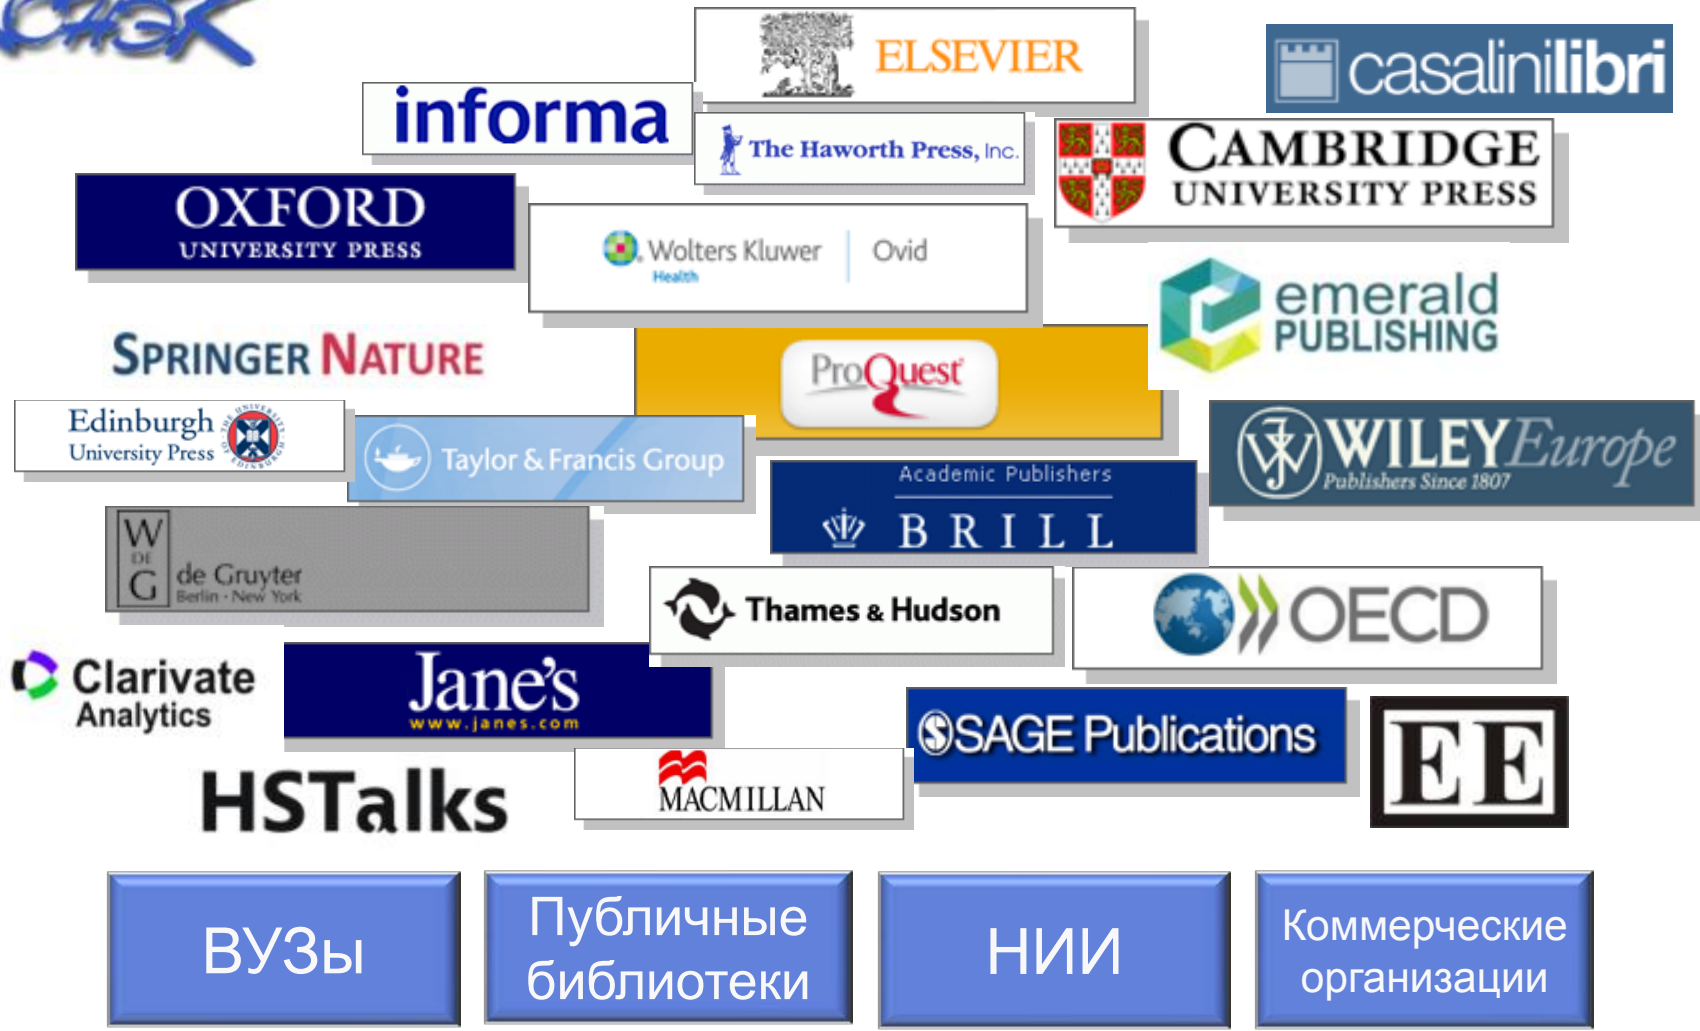 СНЭК
ELSEVIER
casalinilibri
informa
The Haworth Press, Inc.
CAMBRIDGE
UNIVERSITY PRESS
OXFORD
UNIVERSITY PRESS
Wolters Kluwer
Health
Ovid
emerald
PUBLISHING
SPRINGER NATURE
ProQuest
Edinburgh
University Press
Taylor & Francis Group
WILEY Europe
Publishers Since 1807
Academic Publishers
BRILL
W
DE
G
de Gruyter
Berlin · New York
Thames & Hudson
OECD
Clarivate
Analytics
Jane's
www.janes.com
SAGE Publications
EE
HSTalks
MACMILLAN
ВУЗы
Публичные
библиотеки
НИИ
Коммерческие
организации